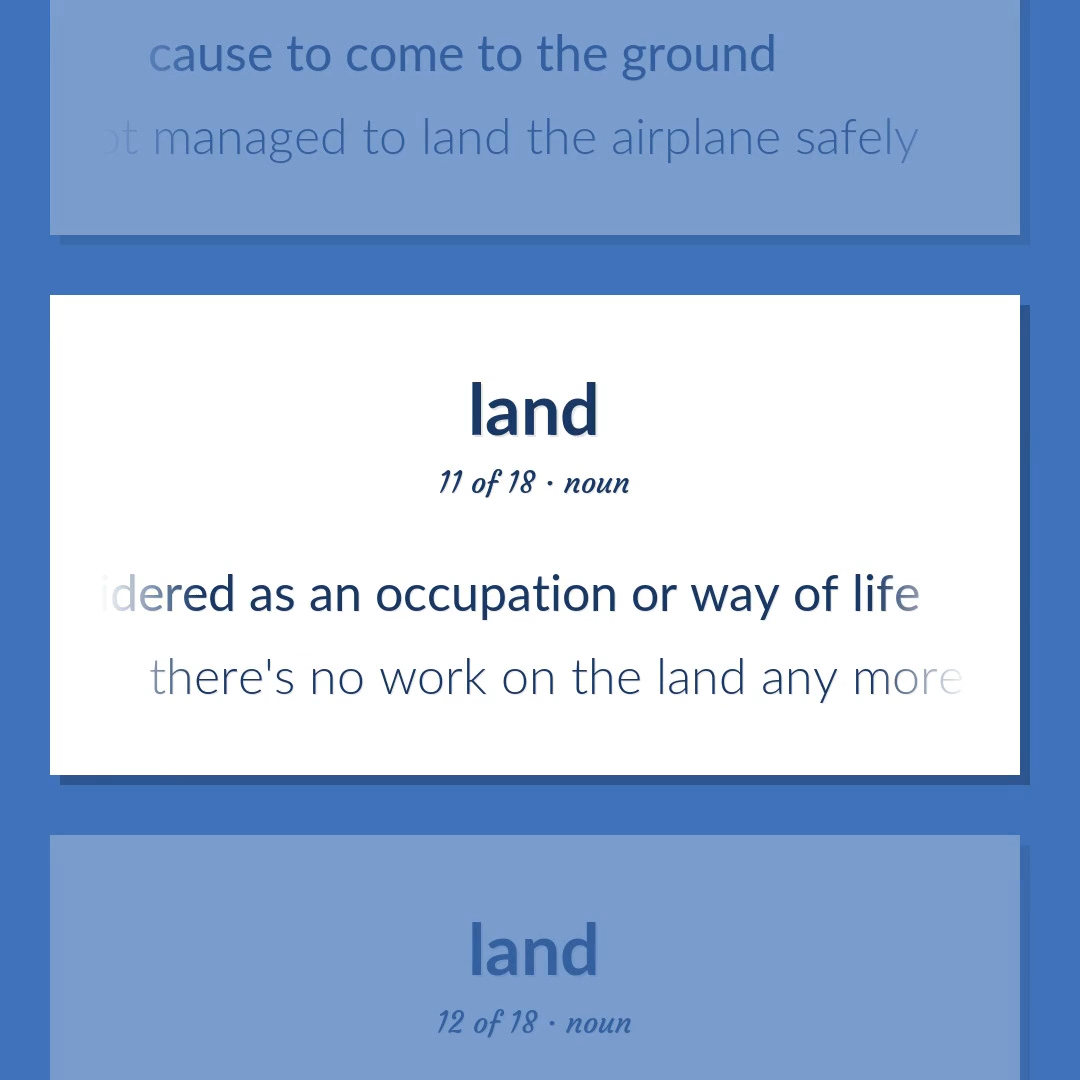 cause to come to the ground
managed to land the airplane safely
land
11 of 18 · noun
as an occupation or way of life
there's no work on the land any more
land
12 of 18 · noun